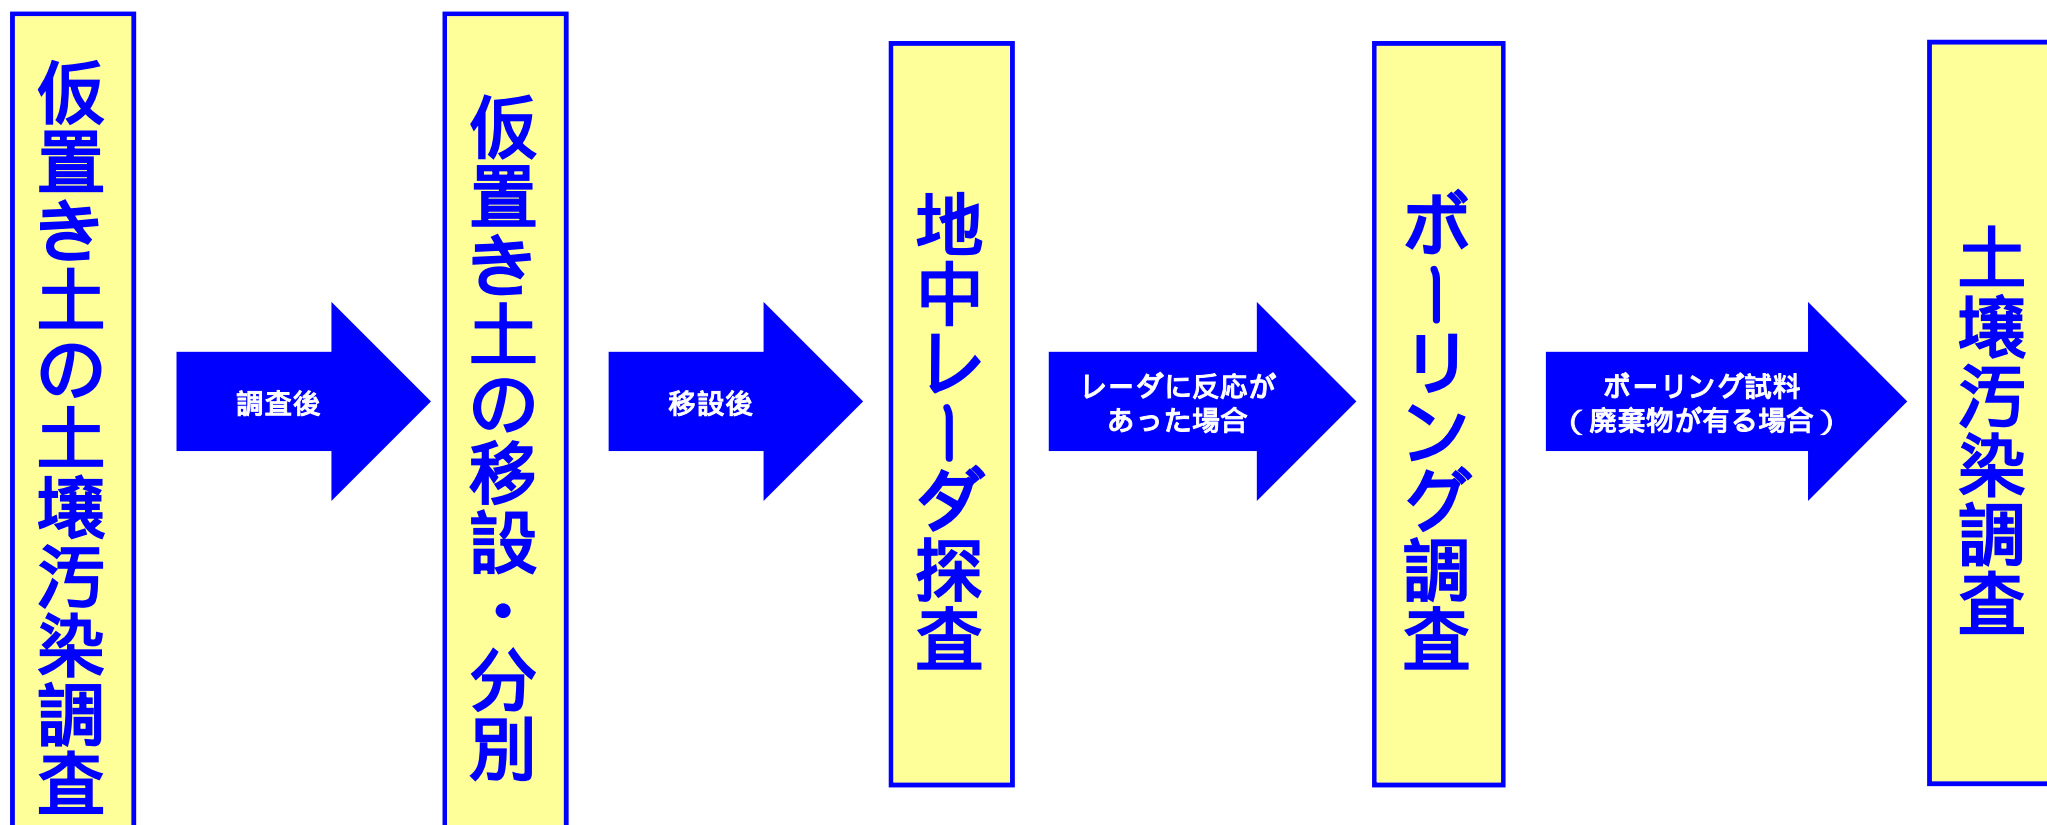 仮置き土の土壌汚染調査
調査後
仮置き土の移設・分別
移設後
地中レーダ探査
レーダに反応が
あった場合
ボーリング調査
ボーリング試料
（廃棄物が有る場合）
土壌汚染調査